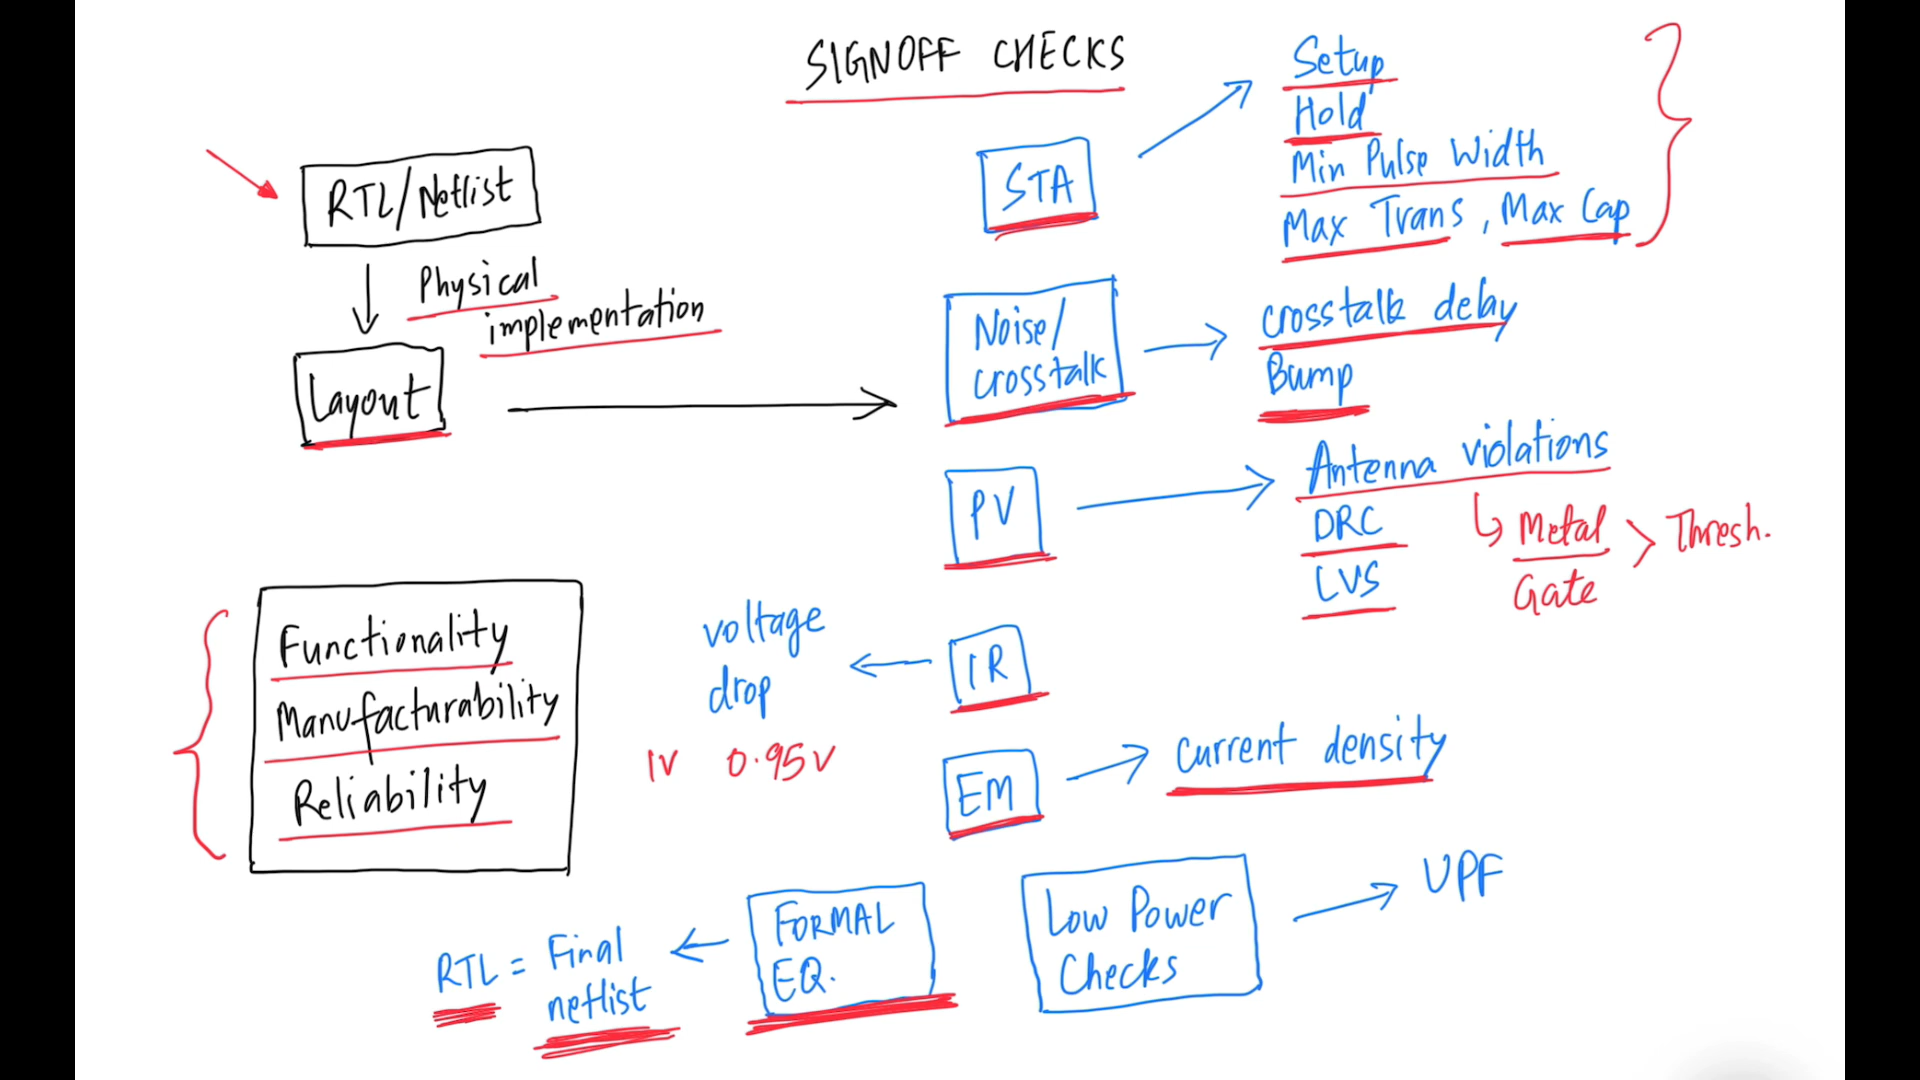 SIGNOFF CHECKS
RTL/Netlist
Physical
implementation
Layout
Functionality
Manufacturability
Reliability
STA
Setup
Hold
Min Pulse Width
Max Trans, Max Cap
Noise/
crosstalk
crosstalk delay
Bump
PV
Antenna violations
DRC
LVS
Metal
Gate
> Thresh.
IR
voltage
drop
1V 0.95V
EM
Current density
FORMAL
EQ.
RTL = Final
netlist
Low Power
Checks
UPF